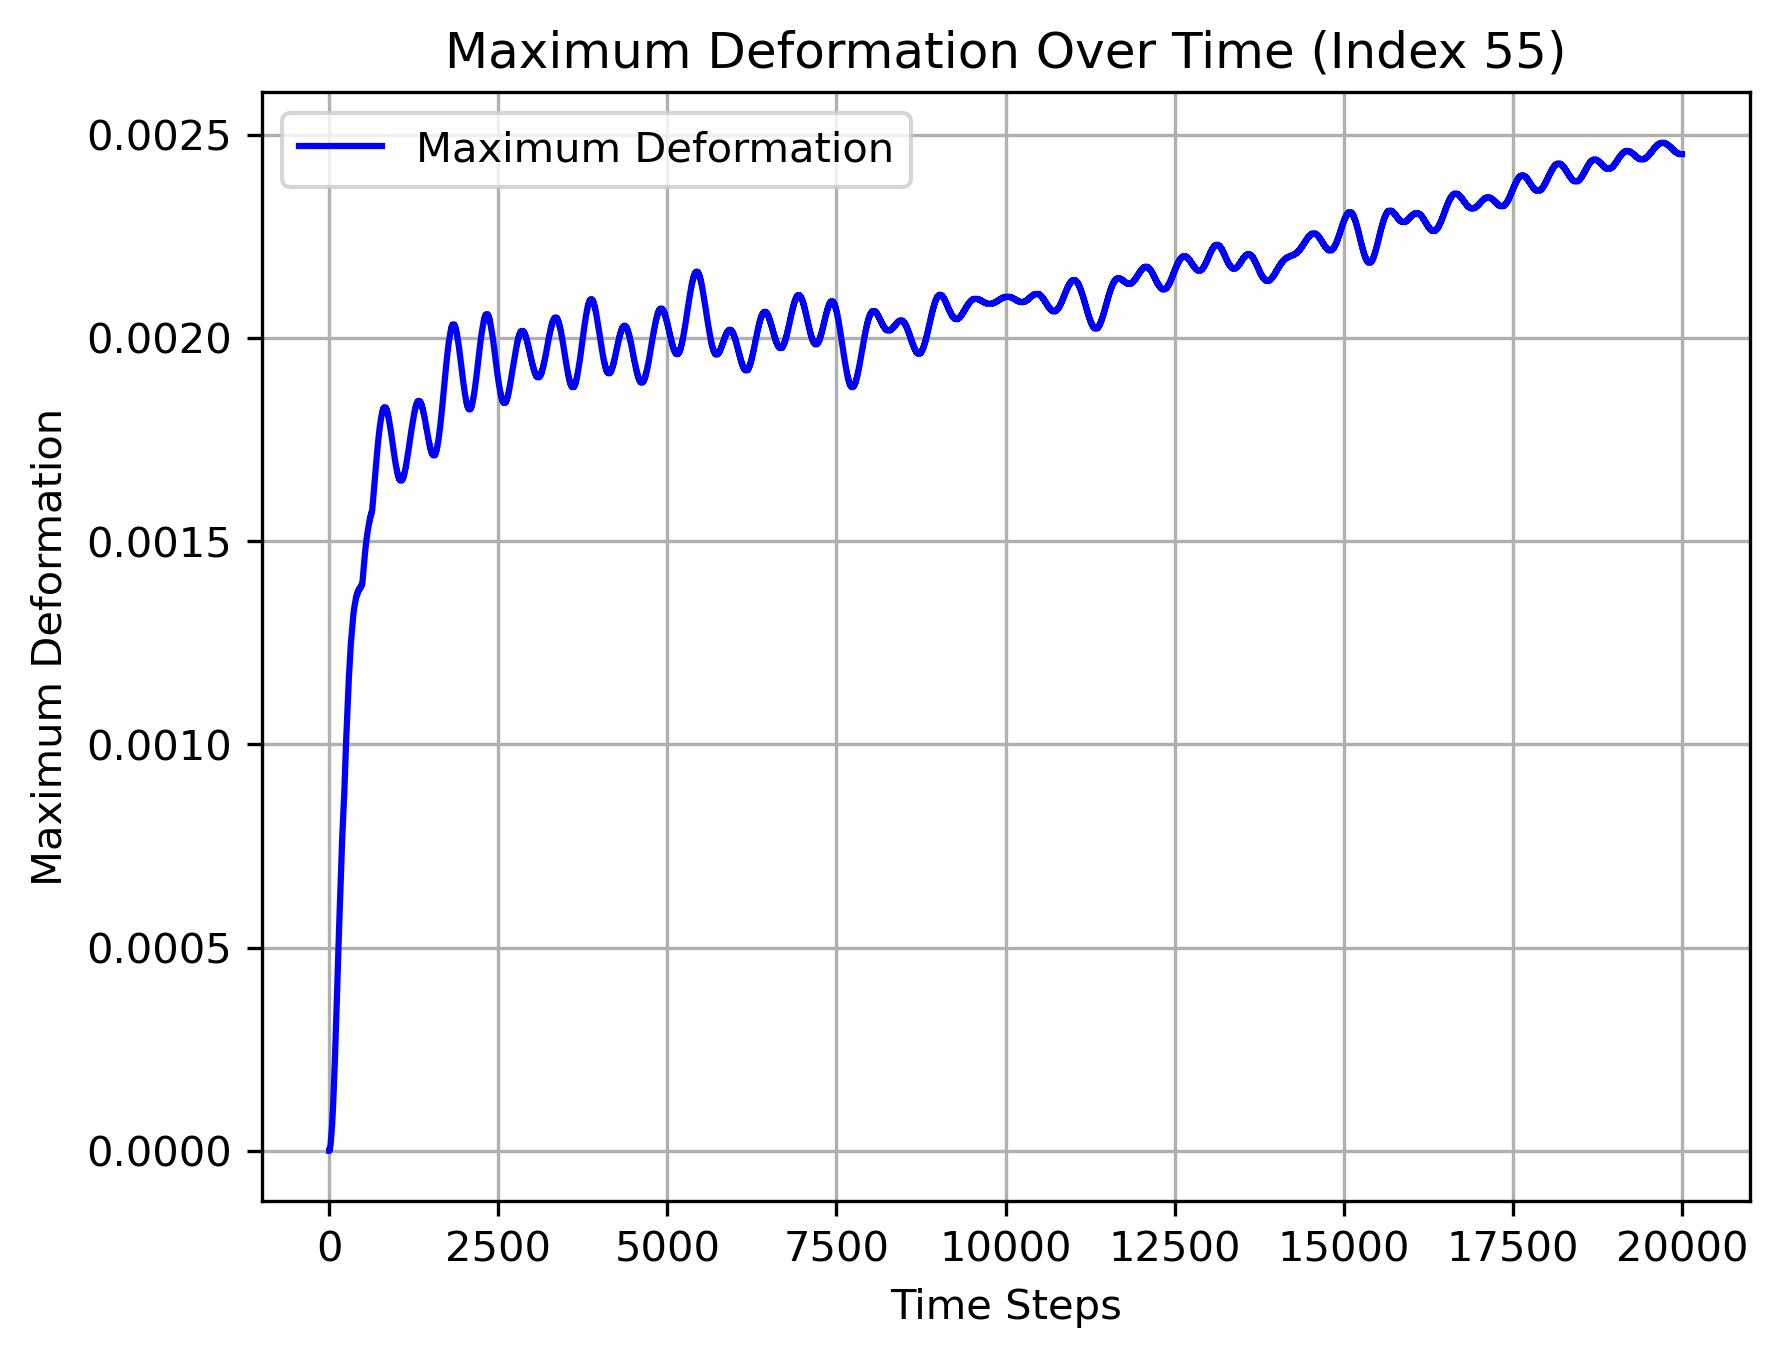 Maximum Deformation Over Time (Index 55)
Maximum Deformation
Maximum Deformation
0.0025
0.0020
0.0015
0.0010
0.0005
0.0000
0 2500 5000 7500 10000 12500 15000 17500 20000
Time Steps